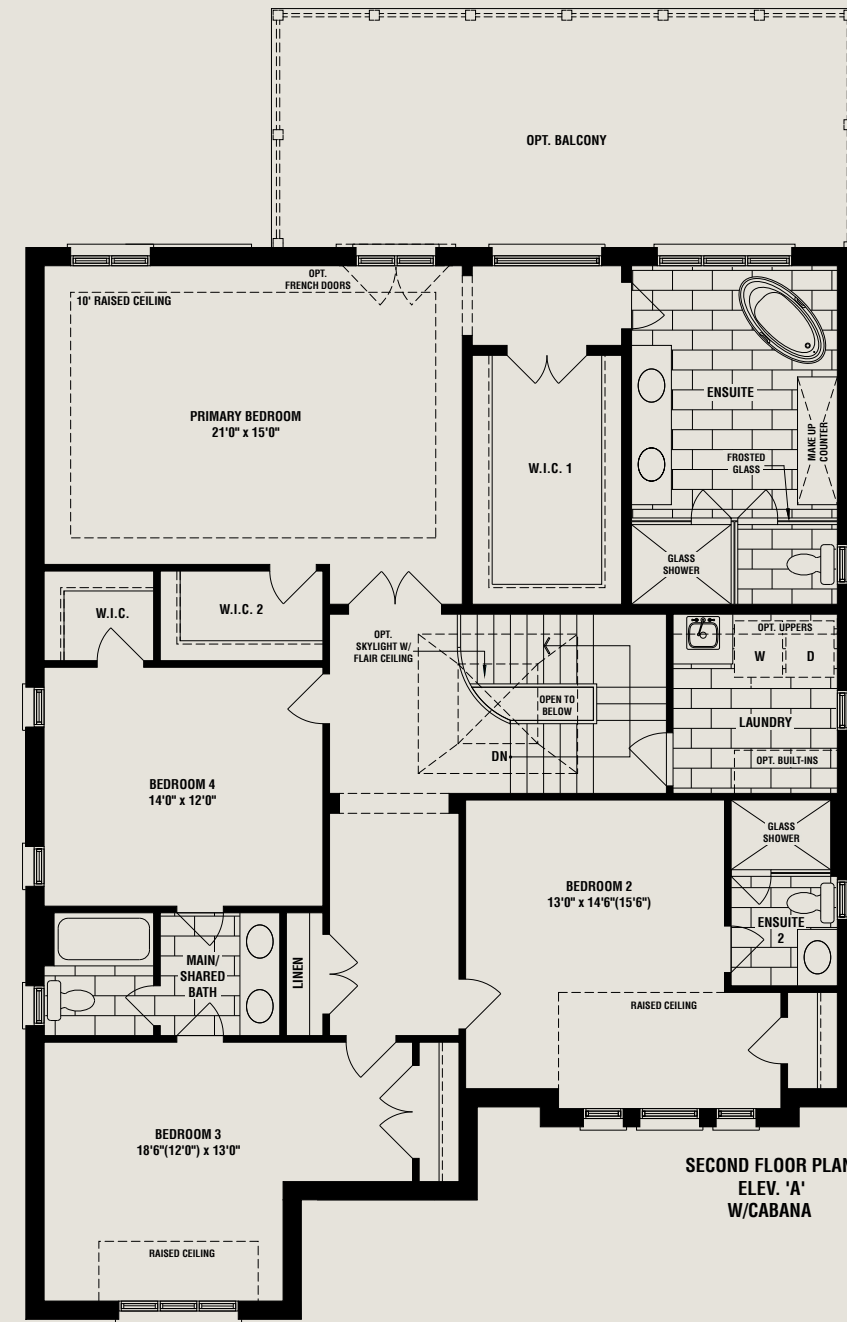 OPT. BALCONY
OPT.
FRENCH DOORS
10' RAISED CEILING
PRIMARY BEDROOM
21'0" x 15'0"
W.I.C. 1
ENSUITE
MAKE UP
COUNTER
FROSTED
GLASS
GLASS
SHOWER
W.I.C.
W.I.C. 2
OPT.
SKYLIGHT W/
FLAIR CEILING
OPEN TO
BELOW
DN
OPT. UPPERS
W
D
LAUNDRY
OPT. BUILT-INS
BEDROOM 4
14'0" x 12'0"
GLASS
SHOWER
BEDROOM 2
13'0" x 14'6"(15'6")
ENSUITE
2
MAIN/
SHARED
BATH
LINEN
RAISED CEILING
BEDROOM 3
18'6"(12'0") x 13'0"
RAISED CEILING
SECOND FLOOR PLAN
ELEV. 'A'
W/CABANA